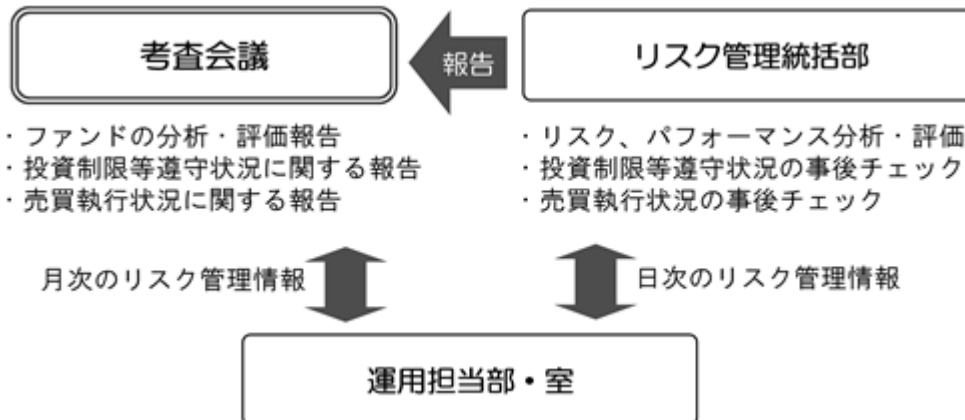 考査会議
報告
リスク管理統括部
・ファンドの分析・評価報告
・投資制限等遵守状況に関する報告
・売買執行状況に関する報告
・リスク、パフォーマンス分析・評価
・投資制限等遵守状況の事後チェック
・売買執行状況の事後チェック
月次のリスク管理情報
日次のリスク管理情報
運用担当部・室